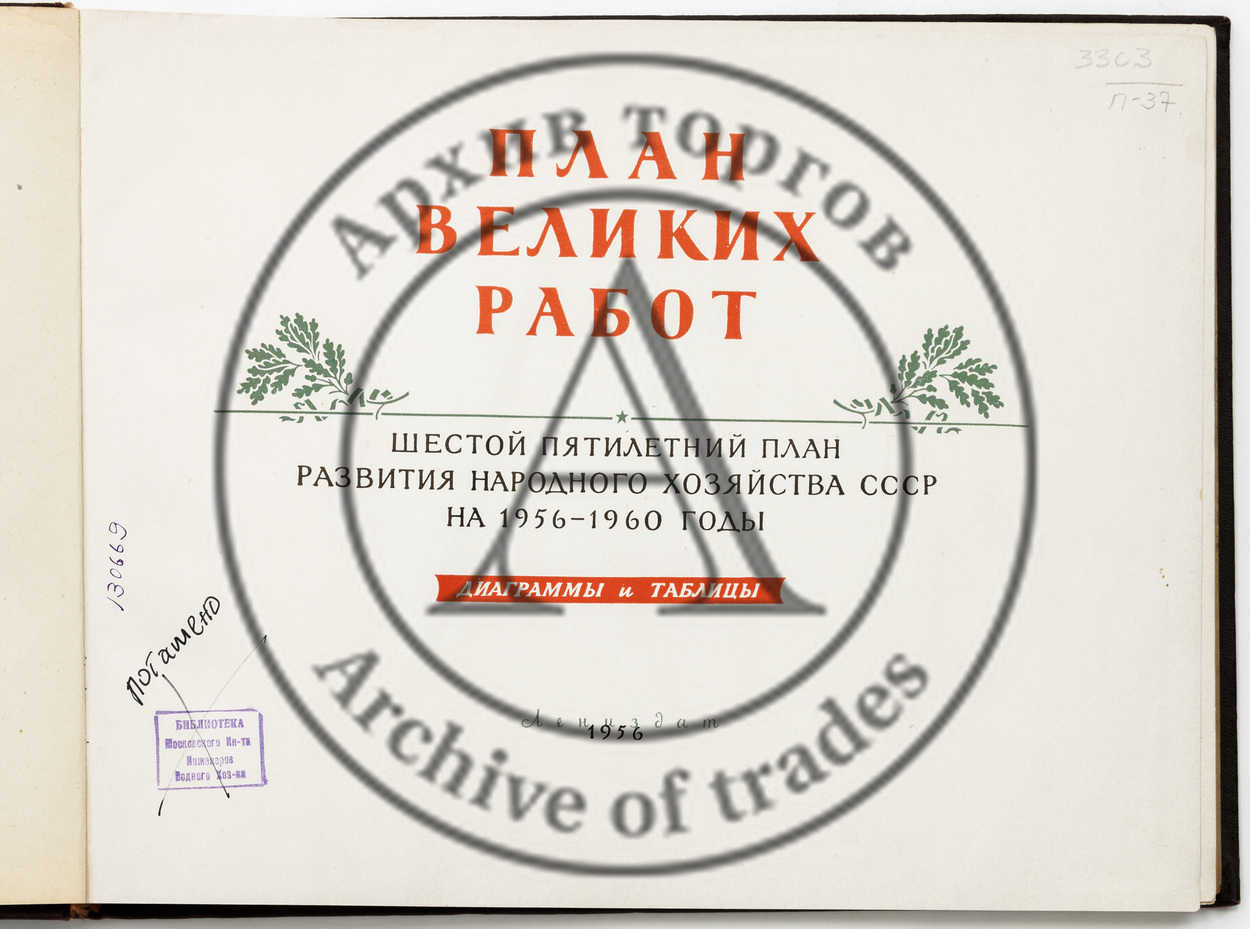 33С3
П-37
Архив торгов
ПЛАН
ВЕЛИКИХ
РАБОТ
ШЕСТОЙ ПЯТИЛЕТНИЙ ПЛАН
РАЗВИТИЯ НАРОДНОГО ХОЗЯЙСТВА СССР
НА 1956–1960 ГОДЫ
ДИАГРАММЫ и ТАБЛИЦЫ
130669
погашено
БИБЛИОТЕКА
Московского Ин-та
Инженеров
Водного Хоз-ва
Лениздат
1956
А
Archive of trades